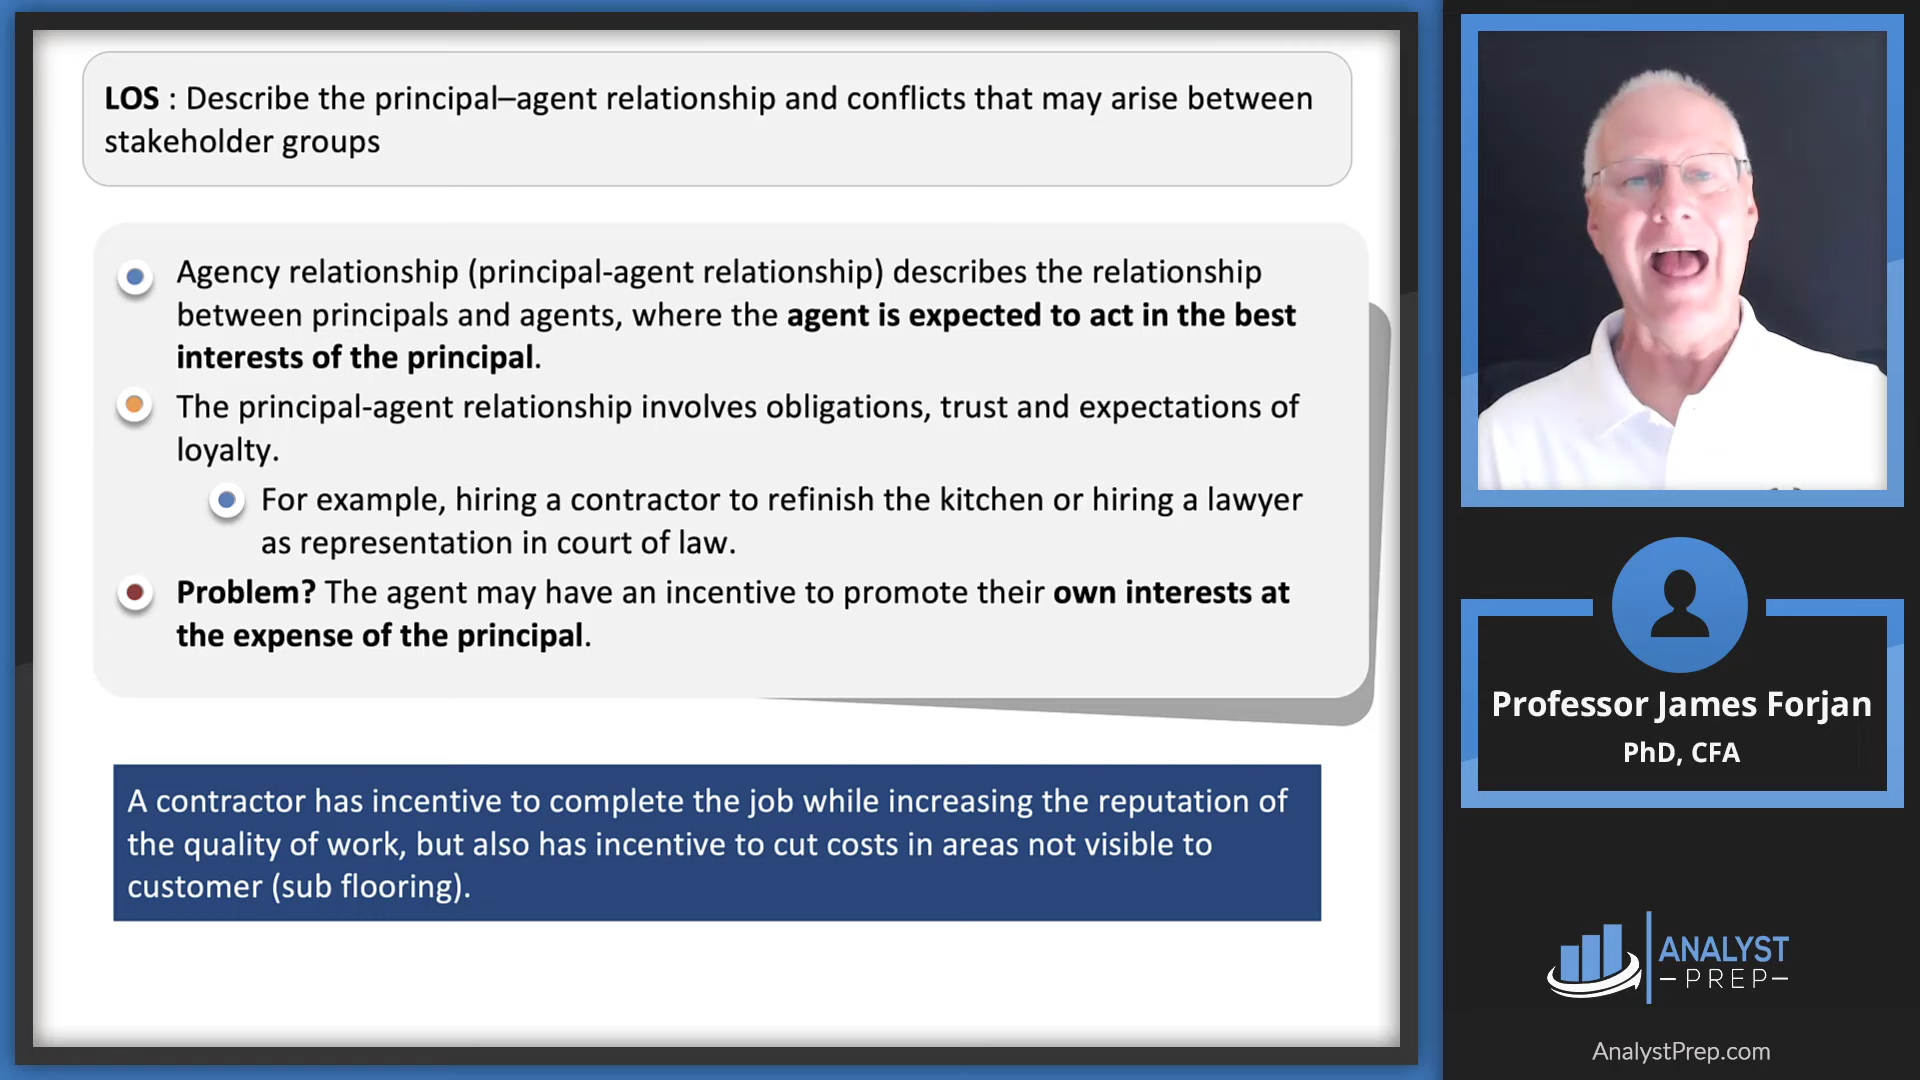 LOS : Describe the principal–agent relationship and conflicts that may arise between
stakeholder groups
Agency relationship (principal-agent relationship) describes the relationship
between principals and agents, where the agent is expected to act in the best
interests of the principal.
The principal-agent relationship involves obligations, trust and expectations of
loyalty.
For example, hiring a contractor to refinish the kitchen or hiring a lawyer
as representation in court of law.
Problem? The agent may have an incentive to promote their own interests at
the expense of the principal.
A contractor has incentive to complete the job while increasing the reputation of
the quality of work, but also has incentive to cut costs in areas not visible to
customer (sub flooring).
Professor James Forjan
PhD, CFA
ANALYST
PREP
AnalystPrep.com